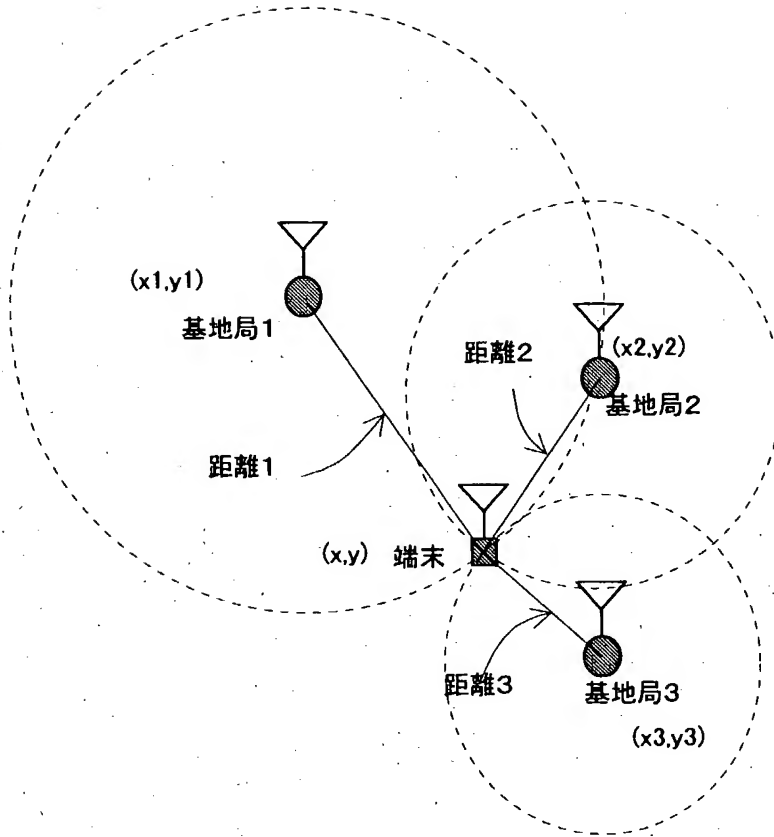 (x1,y1)
基地局1
距離2
(x2,y2)
基地局2
距離1
(x,y) 端末
距離3
基地局3
(x3,y3)